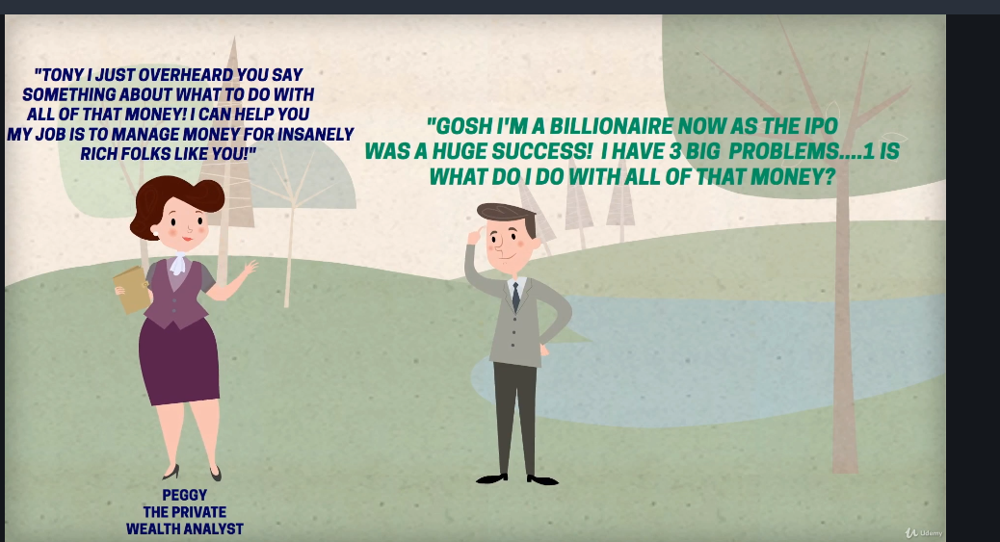 "TONY I JUST OVERHEARD YOU SAY
SOMETHING ABOUT WHAT TO DO WITH
ALL OF THAT MONEY! I CAN HELP YOU
MY JOB IS TO MANAGE MONEY FOR INSANELY
RICH FOLKS LIKE YOU!"
"GOSH I'M A BILLIONAIRE NOW AS THE IPO
WAS A HUGE SUCCESS! I HAVE 3 BIG PROBLEMS....1 IS
WHAT DO I DO WITH ALL OF THAT MONEY?
PEGGY
THE PRIVATE
WEALTH ANALYST
Udemy